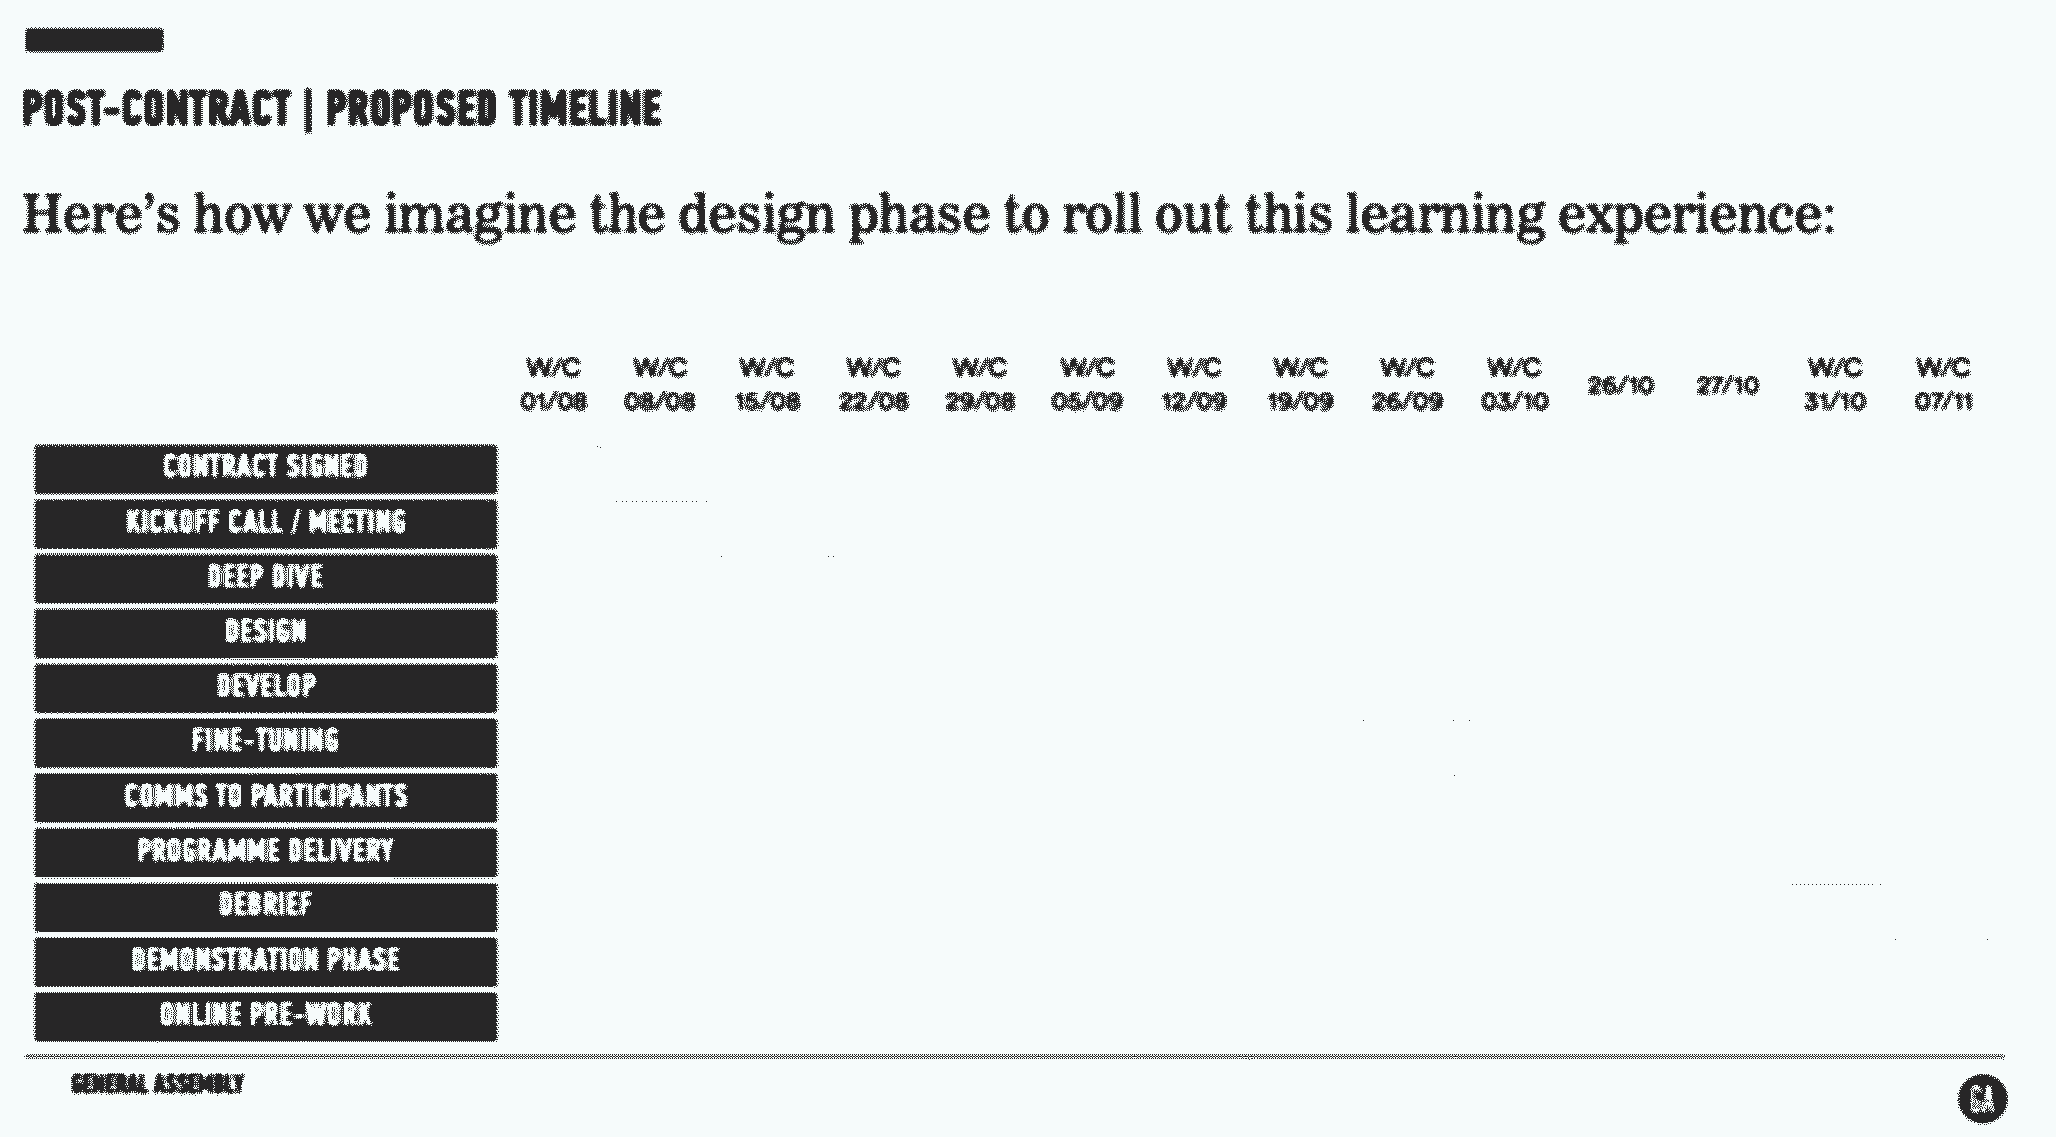 POST-CONTRACT | PROPOSED TIMELINE
Here's how we imagine the design phase to roll out this learning experience:
W/C W/C W/C W/C W/C W/C W/C W/C W/C W/C 26/10 27/10 W/C W/C
01/08 08/08 15/08 22/08 29/08 05/09 12/09 19/09 26/09 03/10 31/10 07/11
CONTRACT SIGNED
KICKOFF CALL / MEETING
DEEP DIVE
DESIGN
DEVELOP
FINE-TUNING
COMMS TO PARTICIPANTS
PROGRAMME DELIVERY
DEBRIEF
DEMONSTRATION PHASE
ONLINE PRE-WORK
GENERAL ASSEMBLY
GA